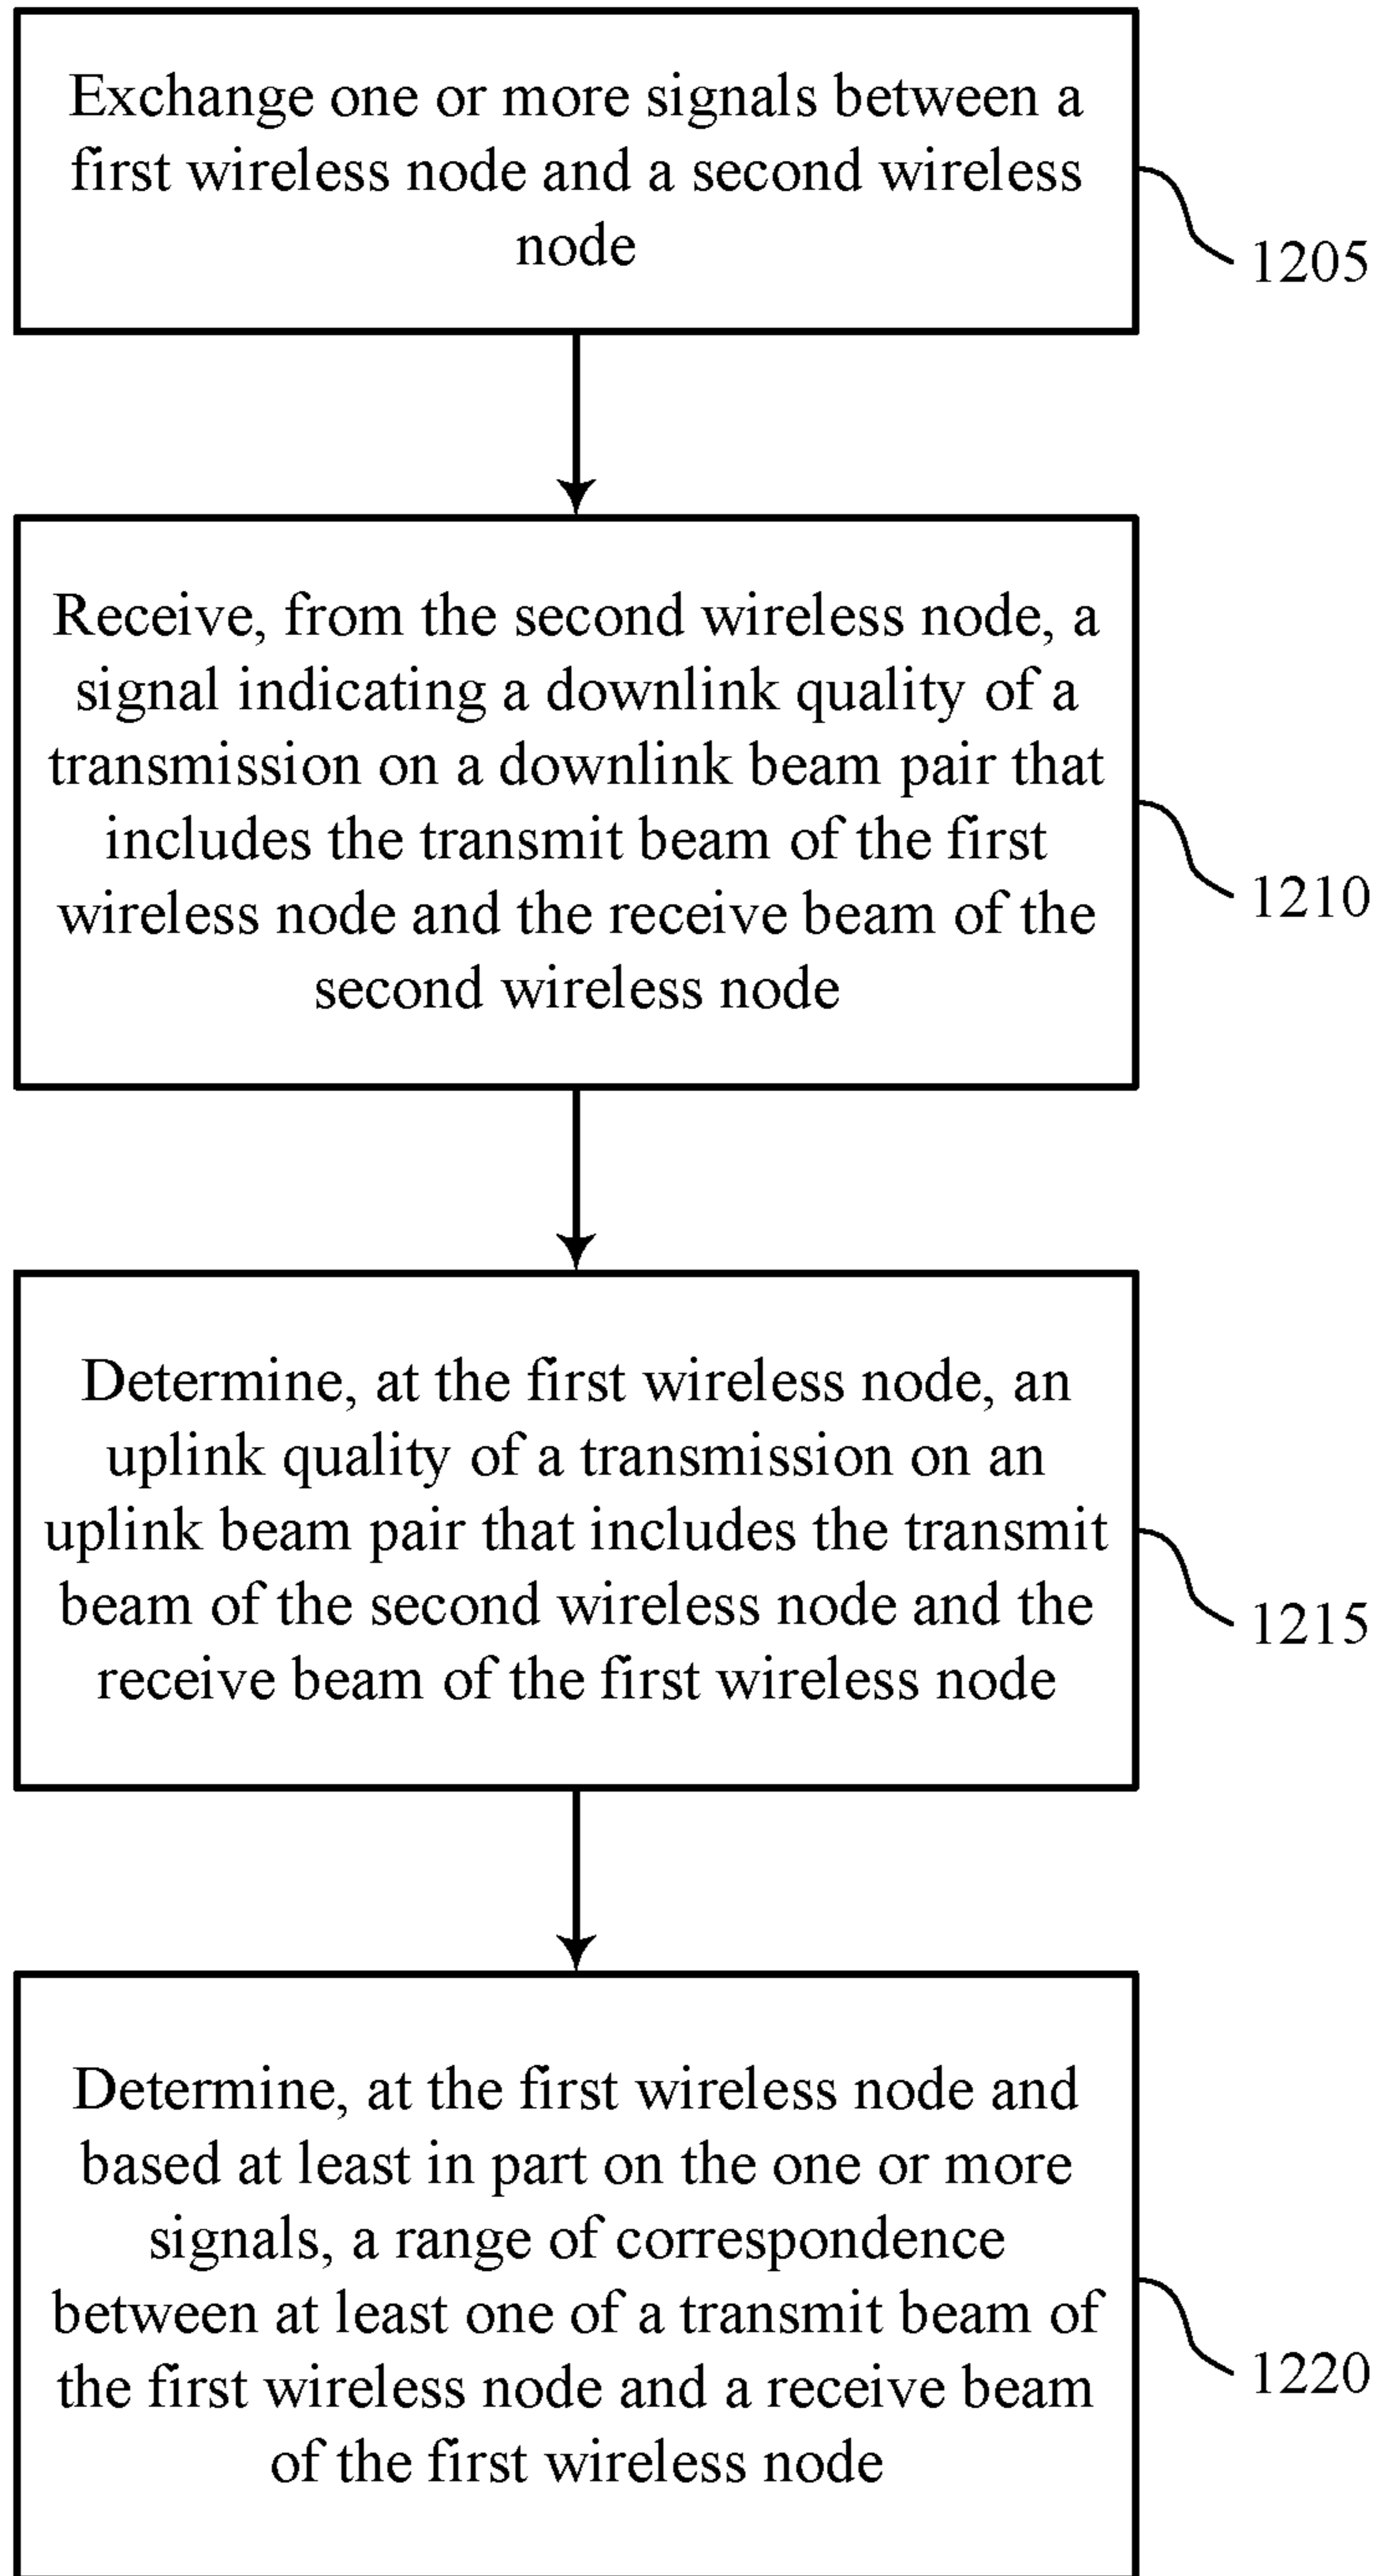 Exchange one or more signals between a
first wireless node and a second wireless
node
1205
Receive, from the second wireless node, a
signal indicating a downlink quality of a
transmission on a downlink beam pair that
includes the transmit beam of the first
wireless node and the receive beam of the
second wireless node
1210
Determine, at the first wireless node, an
uplink quality of a transmission on an
uplink beam pair that includes the transmit
beam of the second wireless node and the
receive beam of the first wireless node
1215
Determine, at the first wireless node and
based at least in part on the one or more
signals, a range of correspondence
between at least one of a transmit beam of
the first wireless node and a receive beam
of the first wireless node
1220